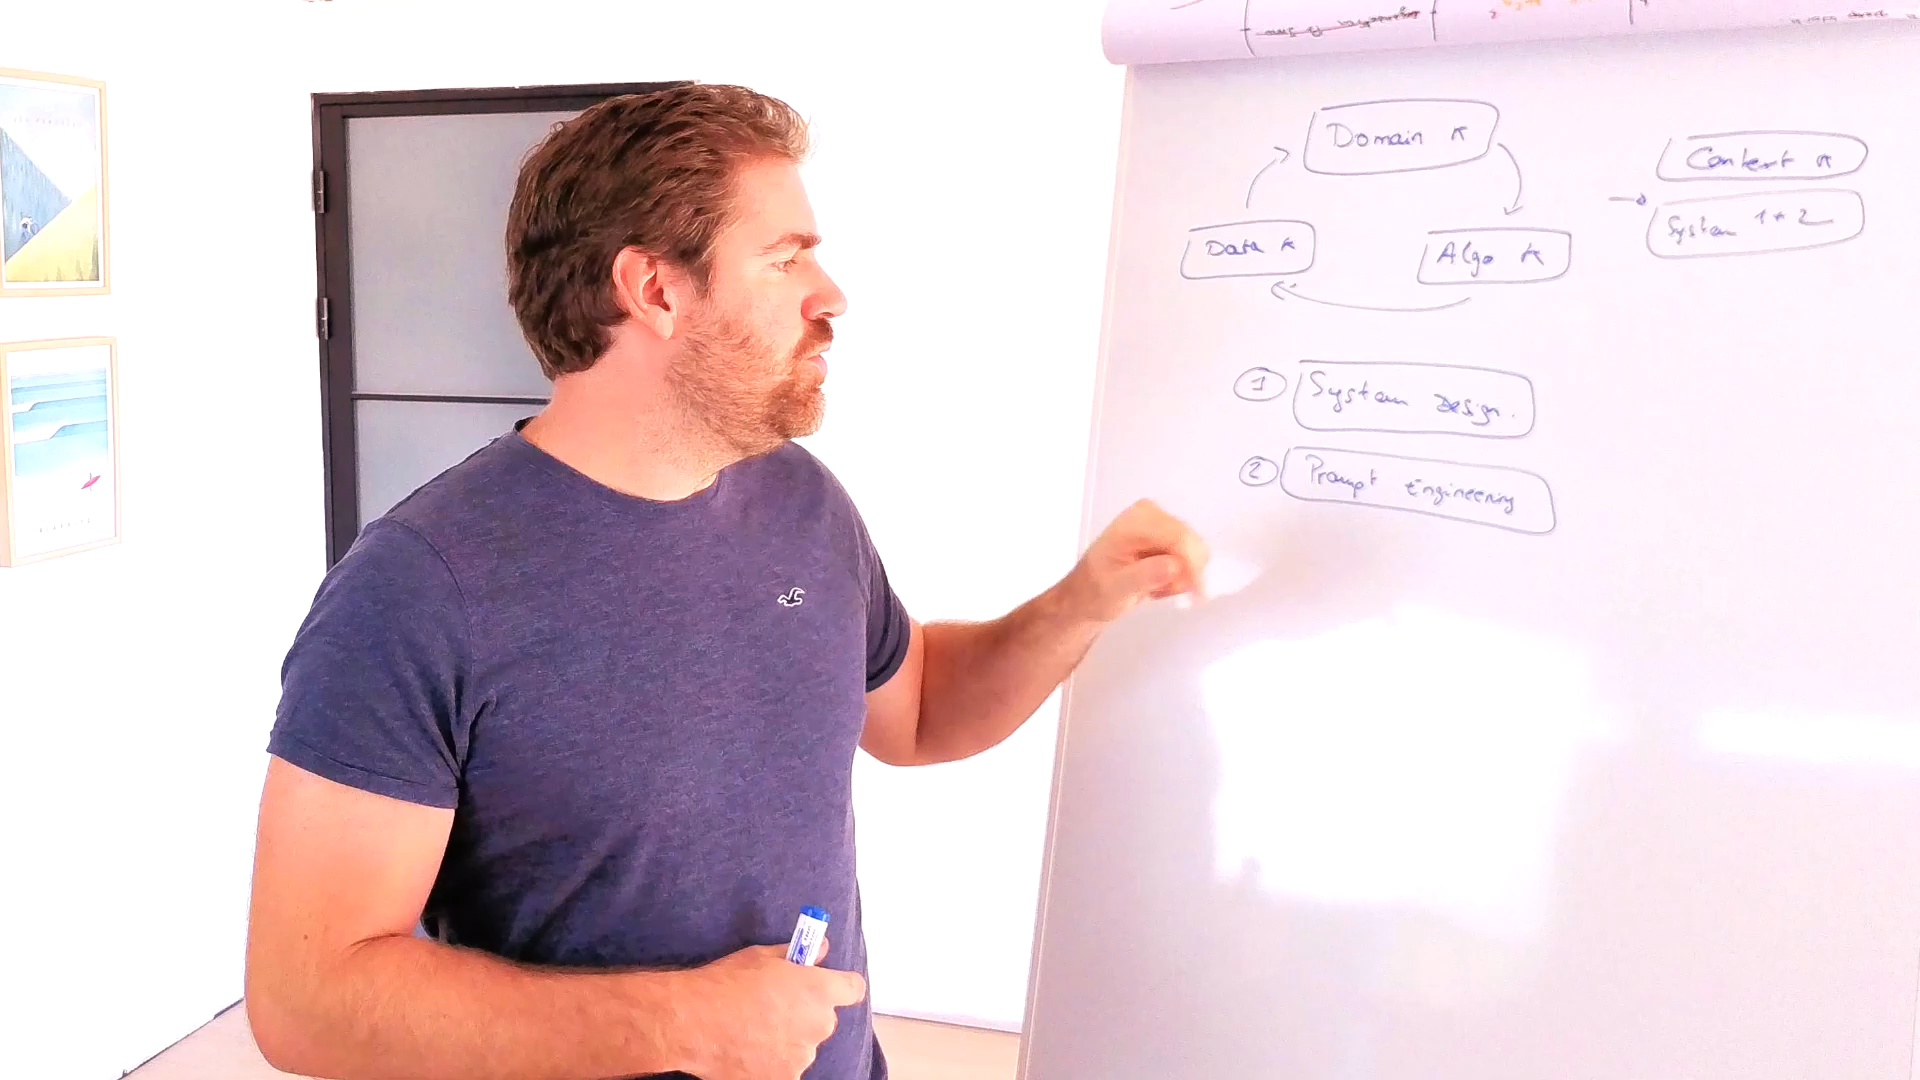 Domain K
Context K
Data K
Algo K
System 1+2
1 System Design.
2 Prompt Engineering